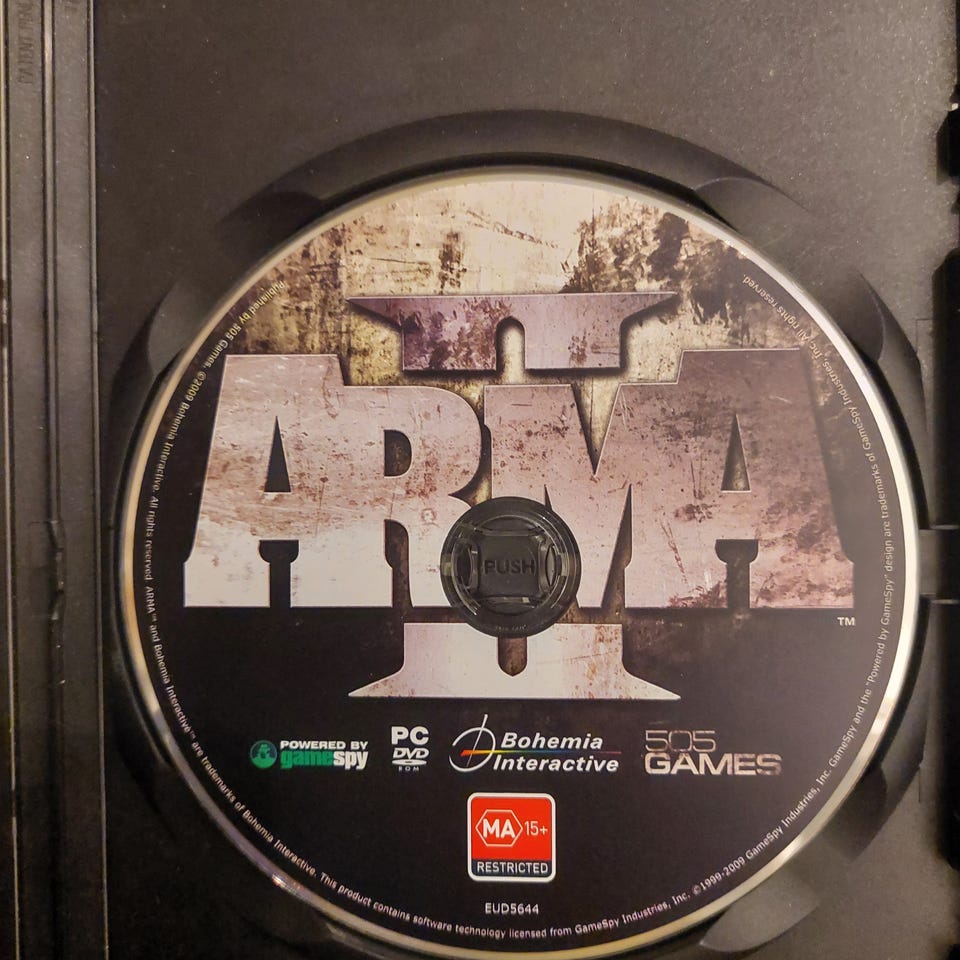 II
ARMA
TM
PUSH
POWERED BY
gamespy
PC
DVD
ROM
Bohemia
Interactive
505
GAMES
MA 15+
RESTRICTED
EUD5644
Published by 505 Games. ©2009 Bohemia Interactive. All rights reserved. ARMA™ and Bohemia Interactive™ are trademarks of Bohemia Interactive. This product contains software technology licensed from GameSpy Industries, Inc. ©1999-2009 GameSpy Industries, Inc. GameSpy and the "Powered by GameSpy" design are trademarks of GameSpy Industries, Inc. All rights reserved.